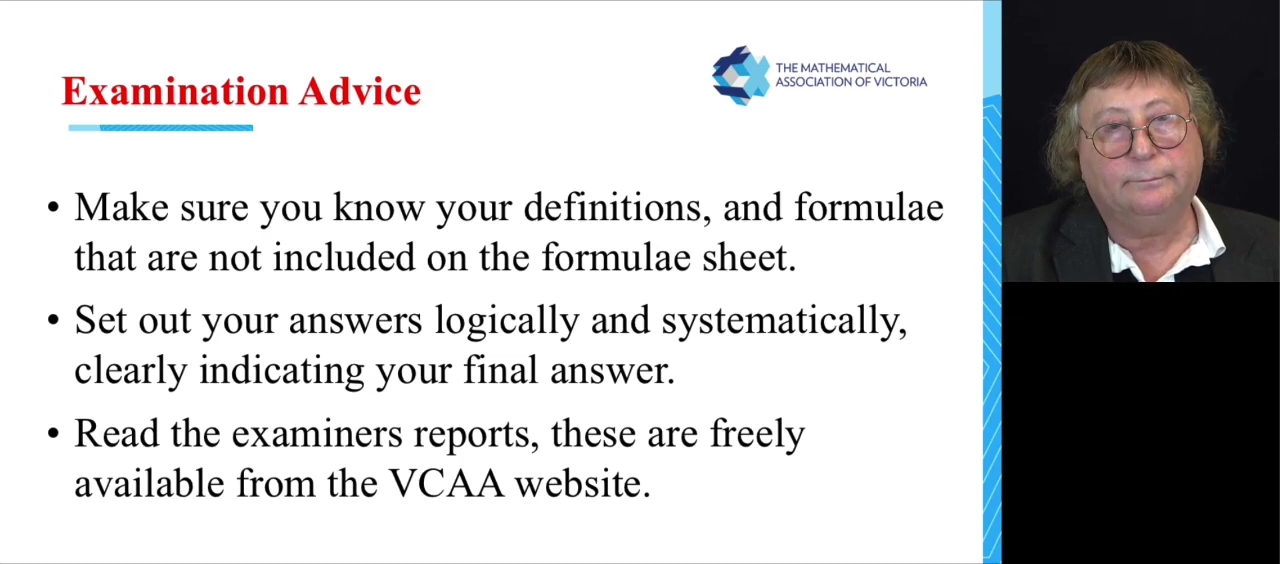 THE MATHEMATICAL
ASSOCIATION OF VICTORIA
Examination Advice
• Make sure you know your definitions, and formulae
that are not included on the formulae sheet.
• Set out your answers logically and systematically,
clearly indicating your final answer.
• Read the examiners reports, these are freely
available from the VCAA website.